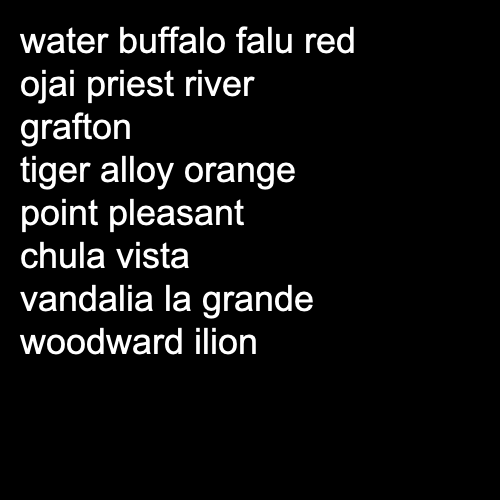 water buffalo falu red
ojai priest river
grafton
tiger alloy orange
point pleasant
chula vista
vandalia la grande
woodward ilion